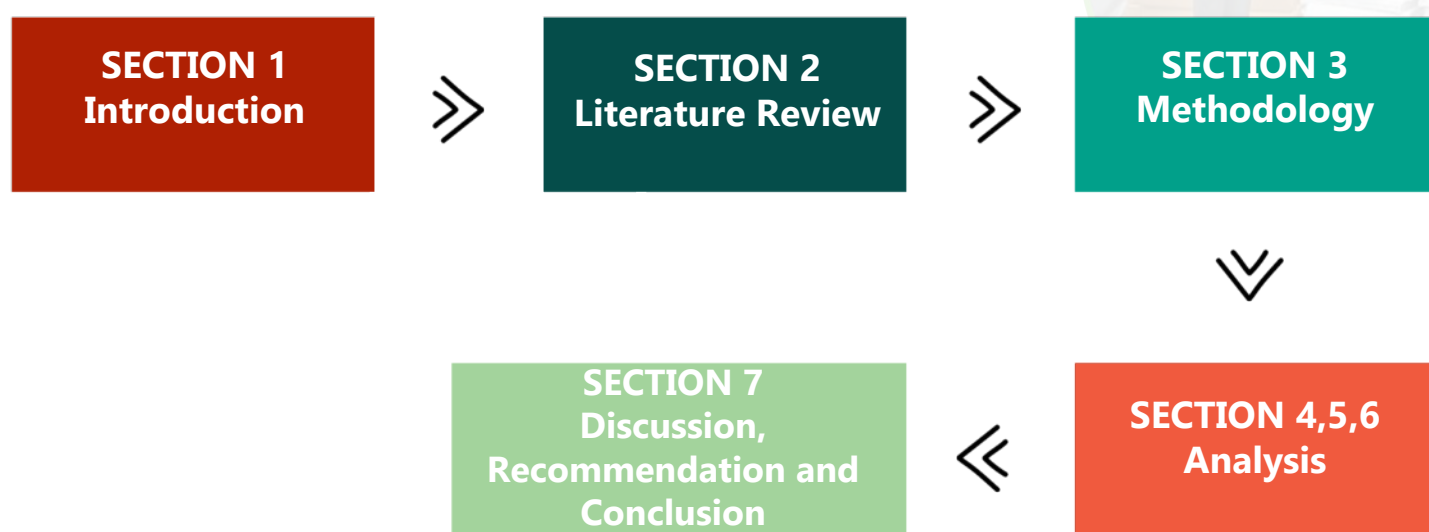 SECTION 1
Introduction
SECTION 2
Literature Review
SECTION 3
Methodology
SECTION 4,5,6
Analysis
SECTION 7
Discussion,
Recommendation and
Conclusion